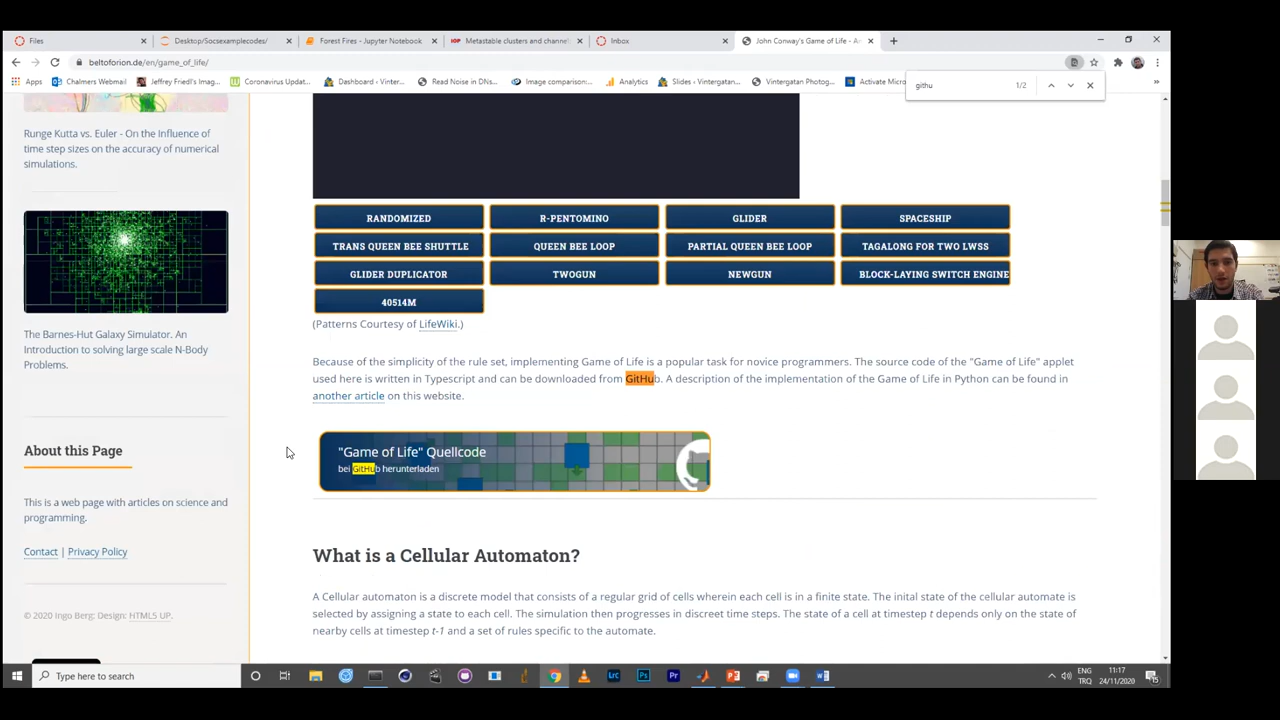 Files
Desktop/Socsexamplecodes/
Forest Fires - Jupyter Notebook
Metastable clusters and channel
Inbox
John Conway's Game of Life - A
beltoforion.de/en/game_of_life/
Apps
Chalmers Webmail
Jeffrey Friedl's Imag...
Coronavirus Updat...
Dashboard ‹ Vinter...
Read Noise in DNs...
Image comparison:...
Analytics
Slides ‹ Vintergatan...
Vintergatan Photog...
Activate Micro
»
githu
1/2
Runge Kutta vs. Euler - On the Influence of
time step sizes on the accuracy of numerical
simulations.
The Barnes-Hut Galaxy Simulator. An
Introduction to solving large scale N-Body
Problems.
About this Page
This is a web page with articles on science and
programming.
Contact | Privacy Policy
© 2020 Ingo Berg; Design: HTML5 UP.
RANDOMIZED
R-PENTOMINO
GLIDER
SPACESHIP
TRANS QUEEN BEE SHUTTLE
QUEEN BEE LOOP
PARTIAL QUEEN BEE LOOP
TAGALONG FOR TWO LWSS
GLIDER DUPLICATOR
TWOGUN
NEWGUN
BLOCK-LAYING SWITCH ENGINE
40514M
(Patterns Courtesy of LifeWiki.)
Because of the simplicity of the rule set, implementing Game of Life is a popular task for novice programmers. The source code of the "Game of Life" applet
used here is written in Typescript and can be downloaded from GitHub. A description of the implementation of the Game of Life in Python can be found in
another article on this website.
"Game of Life" Quellcode
bei GitHub herunterladen
What is a Cellular Automaton?
A Cellular automaton is a discrete model that consists of a regular grid of cells wherein each cell is in a finite state. The inital state of the cellular automate is
selected by assigning a state to each cell. The simulation then progresses in discreet time steps. The state of a cell at timestep t depends only on the state of
nearby cells at timestep t-1 and a set of rules specific to the automate.
Type here to search
Lrc
Ps
Pr
ENG
TRQ
11:17
24/11/2020